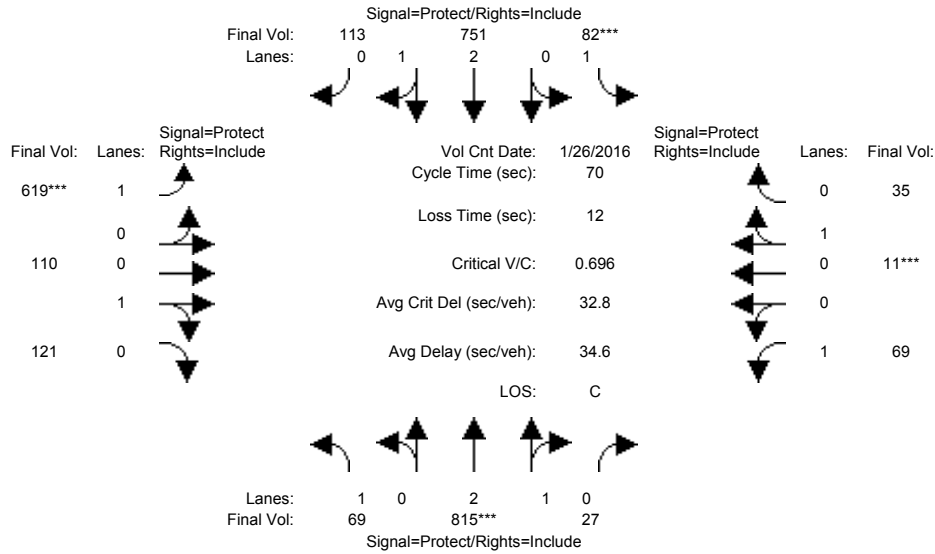 Signal=Protect/Rights=Include
Final Vol: 113 751 82***
Lanes: 0 1 2 0 1
Signal=Protect Signal=Protect
Final Vol: Lanes: Rights=Include Vol Cnt Date: 1/26/2016 Rights=Include Lanes: Final Vol:
Cycle Time (sec): 70
619*** 1 0 35
Loss Time (sec): 12
0 1
110 0 Critical V/C: 0.696 0 11***
1 Avg Crit Del (sec/veh): 32.8 0
121 0 Avg Delay (sec/veh): 34.6 1 69
LOS: C
Lanes: 1 0 2 1 0
Final Vol: 69 815*** 27
Signal=Protect/Rights=Include